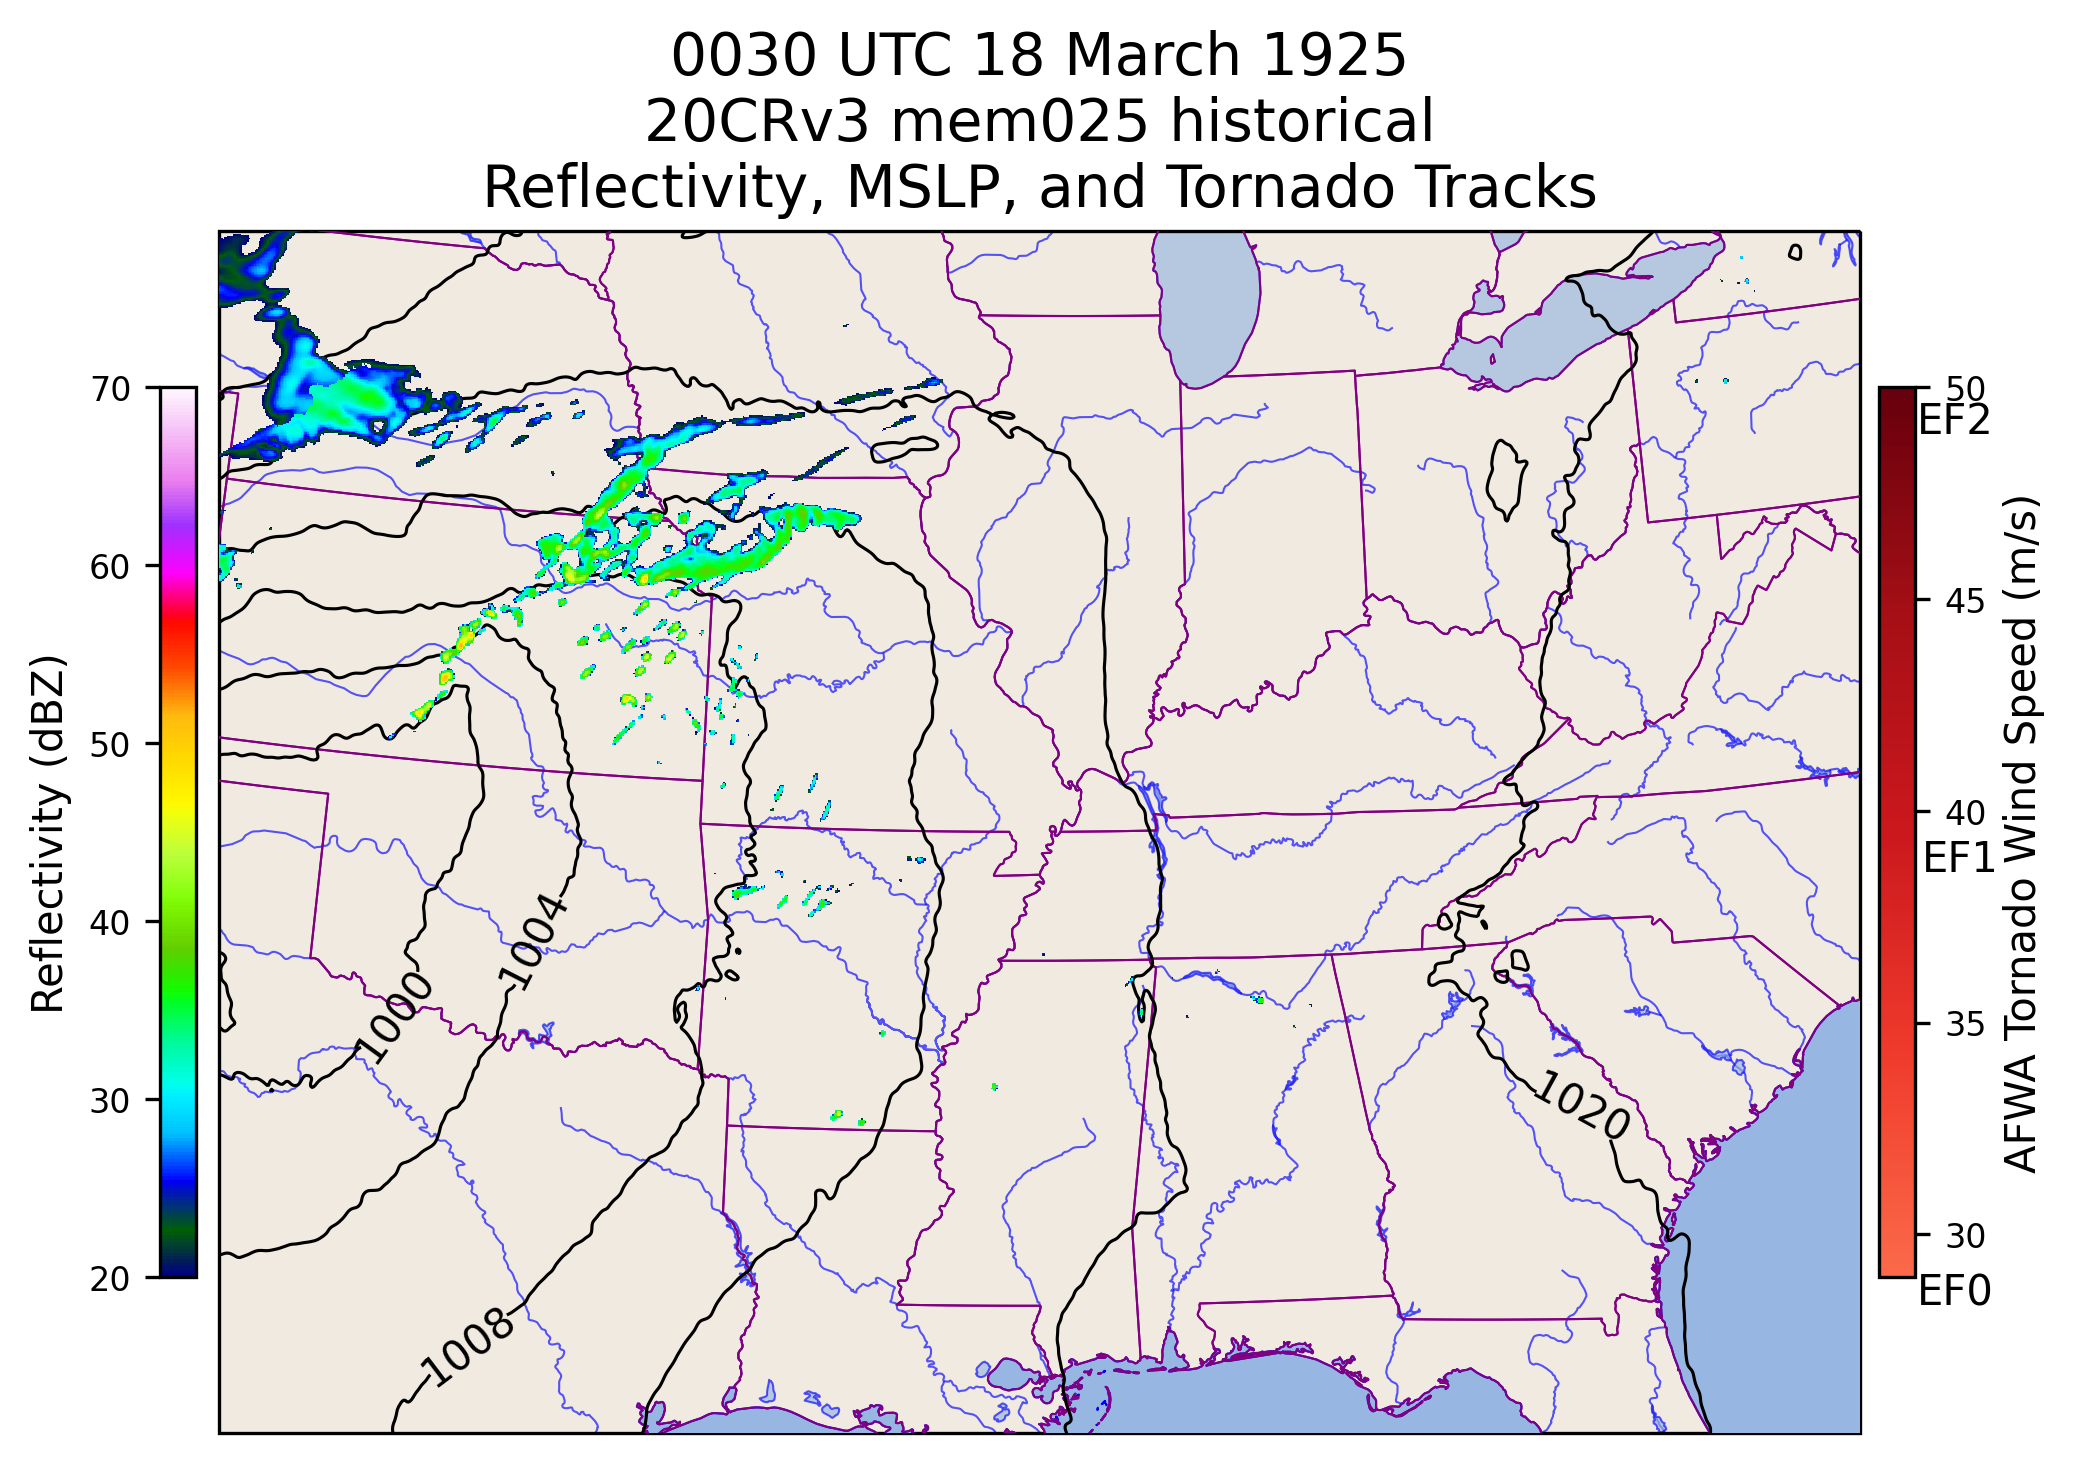 0030 UTC 18 March 1925
20CRv3 mem025 historical
Reflectivity, MSLP, and Tornado Tracks
70
60
50
40
30
20
Reflectivity (dBZ)
1000
1004
1008
1020
50
EF2
45
40
EF1
35
30
EF0
AFWA Tornado Wind Speed (m/s)